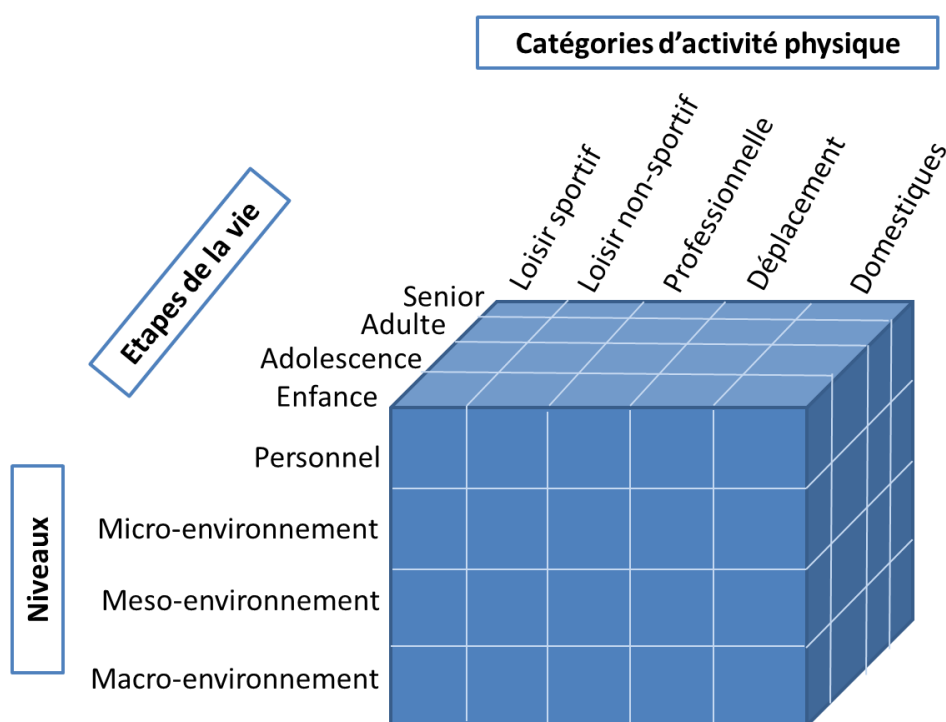 Catégories d’activité physique
Loisir sportif
Loisir non-sportif
Professionnelle
Déplacement
Domestiques
Etapes de la vie
Senior
Adulte
Adolescence
Enfance
Niveaux
Personnel
Micro-environnement
Meso-environnement
Macro-environnement